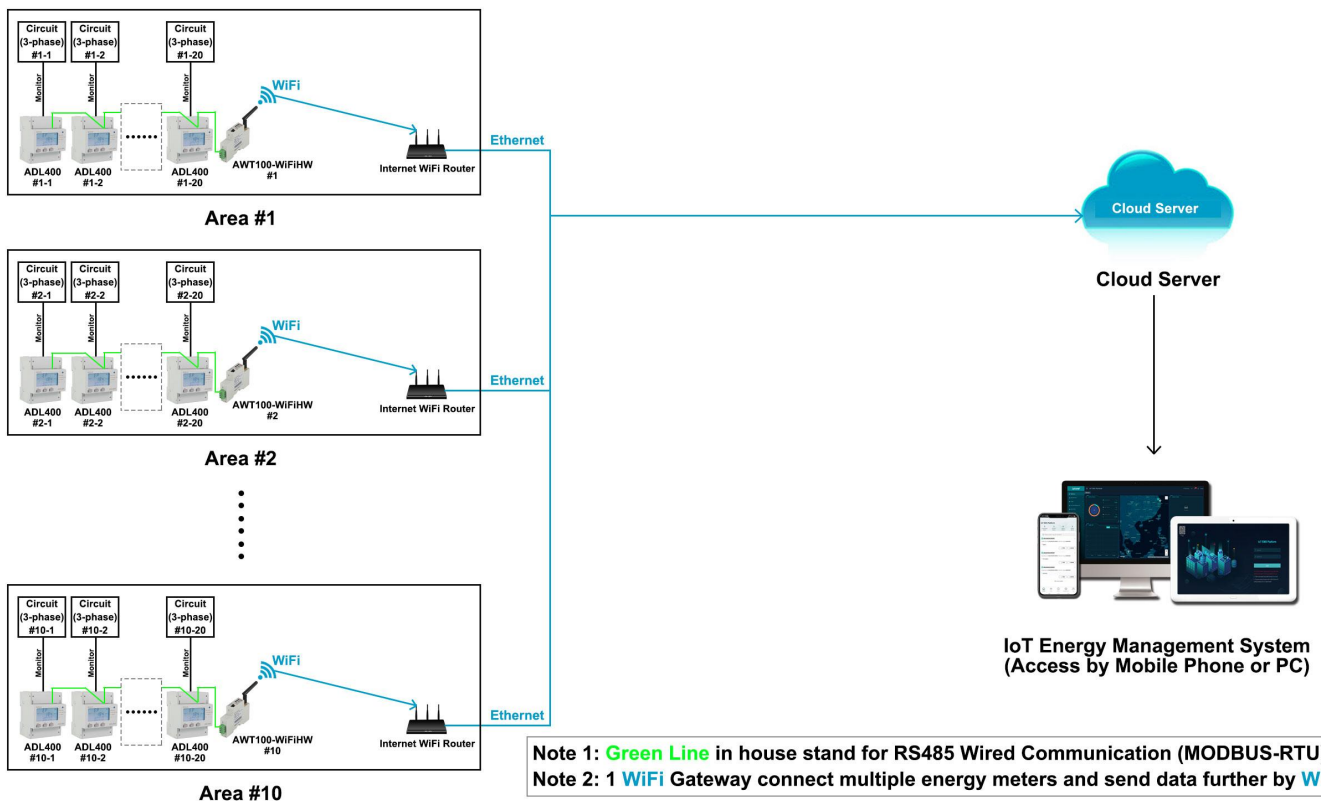 Circuit
(3-phase)
#1-1
Circuit
(3-phase)
#1-2
Circuit
(3-phase)
#1-20
Monitor
Monitor
Monitor
WiFi
ADL400
#1-1
ADL400
#1-2
ADL400
#1-20
AWT100-WiFiHW
#1
Internet WiFi Router
Ethernet
Area #1
Circuit
(3-phase)
#2-1
Circuit
(3-phase)
#2-2
Circuit
(3-phase)
#2-20
Monitor
Monitor
Monitor
WiFi
ADL400
#2-1
ADL400
#2-2
ADL400
#2-20
AWT100-WiFiHW
#2
Internet WiFi Router
Ethernet
Area #2
Circuit
(3-phase)
#10-1
Circuit
(3-phase)
#10-2
Circuit
(3-phase)
#10-20
Monitor
Monitor
Monitor
WiFi
ADL400
#10-1
ADL400
#10-2
ADL400
#10-20
AWT100-WiFiHW
#10
Internet WiFi Router
Ethernet
Area #10
Cloud Server
Cloud Server
IoT Energy Management System
(Access by Mobile Phone or PC)
Note 1: Green Line in house stand for RS485 Wired Communication (MODBUS-RTU
Note 2: 1 WiFi Gateway connect multiple energy meters and send data further by W